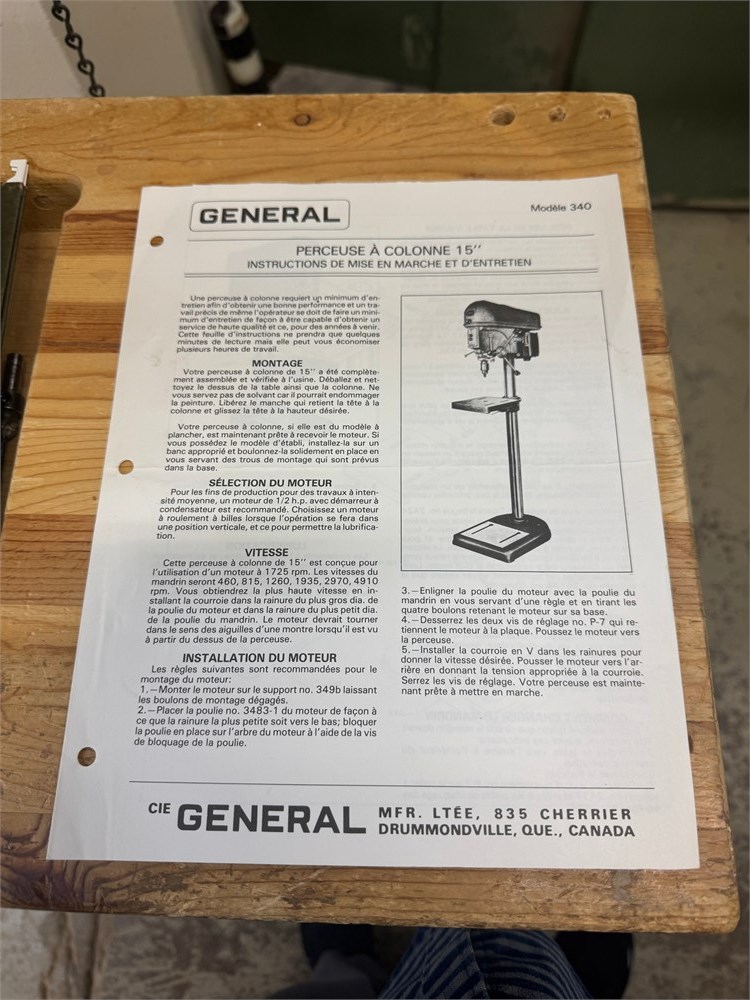 GENERAL
Modèle 340
PERCEUSE À COLONNE 15"
INSTRUCTIONS DE MISE EN MARCHE ET D'ENTRETIEN
Une perceuse à colonne requiert un minimum d'en-
tretien afin d'obtenir une bonne performance et un tra-
vail précis de même l'opérateur se doit de faire un mini-
mum d'entretien de façon à être capable d'obtenir un
service de haute qualité et ce, pour des années à venir.
Cette feuille d'instructions ne prendra que quelques
minutes de lecture mais elle peut vous économiser
plusieurs heures de travail.
MONTAGE
Votre perceuse à colonne de 15" a été complète-
ment assemblée et vérifiée à l'usine. Déballez et net-
toyez le dessus de la table ainsi que la colonne. Ne
vous servez pas de solvant car il pourrait endommager
la peinture. Libérez le manche qui retient la tête à la
colonne et glissez la tête à la hauteur désirée.
Votre perceuse à colonne, si elle est du modèle à
plancher, est maintenant prête à recevoir le moteur. Si
vous possédez le modèle d'établi, installez-la sur un
banc approprié et boulonnez-la solidement en place en
vous servant des trous de montage qui sont prévus
dans la base.
SÉLECTION DU MOTEUR
Pour les fins de production pour des travaux à inten-
sité moyenne, un moteur de 1/2 h.p. avec démarreur à
condensateur est recommandé. Choisissez un moteur
à roulement à billes lorsque l'opération se fera dans
une position verticale, et ce pour permettre la lubrifica-
tion.
VITESSE
Cette perceuse à colonne de 15" est conçue pour
l'utilisation d'un moteur à 1725 rpm. Les vitesses du
mandrin seront 460, 815, 1260, 1935, 2970, 4910
rpm. Vous obtiendrez la plus haute vitesse en in-
stallant la courroie dans la rainure du plus gros dia. de
la poulie du moteur et dans la rainure du plus petit dia.
de la poulie du mandrin. Le moteur devrait tourner
dans le sens des aiguilles d'une montre lorsqu'il est vu
à partir du dessus de la perceuse.
INSTALLATION DU MOTEUR
Les règles suivantes sont recommandées pour le
montage du moteur:
1.—Monter le moteur sur le support no. 349b laissant
les boulons de montage dégagés.
2.—Placer la poulie no. 3483-1 du moteur de façon à
ce que la rainure la plus petite soit vers le bas; bloquer
la poulie en place sur l'arbre du moteur à l'aide de la vis
de bloquage de la poulie.
3.—Enligner la poulie du moteur avec la poulie du
mandrin en vous servant d'une règle et en tirant les
quatre boulons retenant le moteur sur sa base.
4.—Desserrez les deux vis de réglage no. P-7 qui re-
tiennent le moteur à la plaque. Poussez le moteur vers
la perceuse.
5.—Installer la courroie en V dans les rainures pour
donner la vitesse désirée. Pousser le moteur vers l'ar-
rière en donnant la tension appropriée à la courroie.
Serrez les vis de réglage. Votre perceuse est mainte-
nant prête à mettre en marche.
CIE GENERAL MFR. LTÉE, 835 CHERRIER
DRUMMONDVILLE, QUE., CANADA